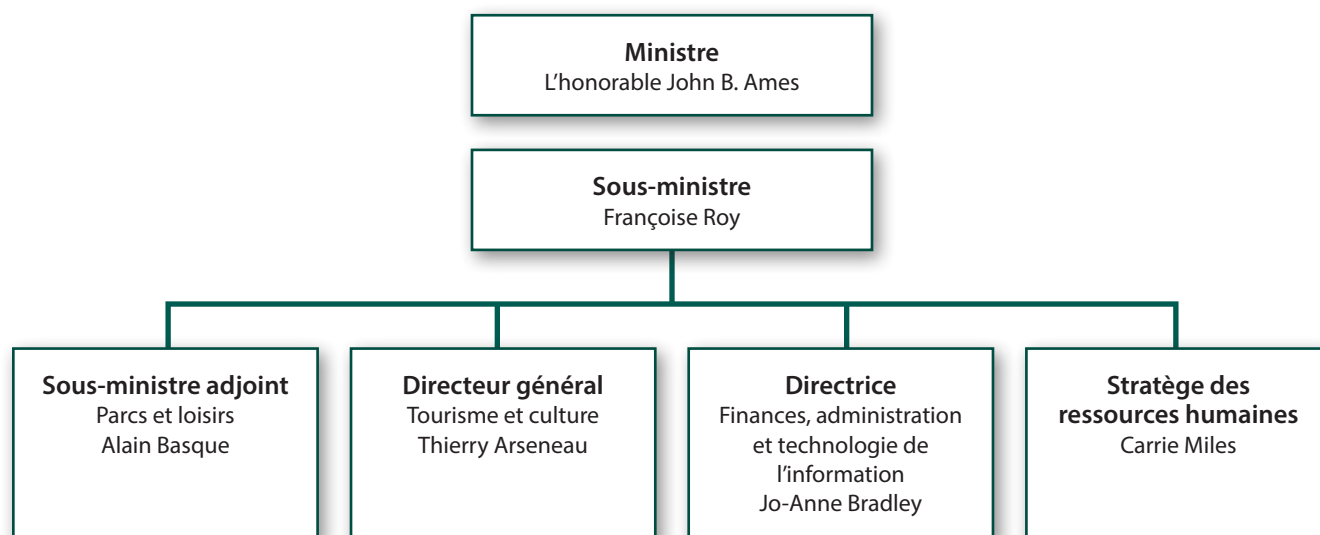 Ministre
L'honorable John B. Ames
Sous-ministre
Françoise Roy
Sous-ministre adjoint
Parcs et loisirs
Alain Basque
Directeur général
Tourisme et culture
Thierry Arseneau
Directrice
Finances, administration
et technologie de
l'information
Jo-Anne Bradley
Stratège des
ressources humaines
Carrie Miles